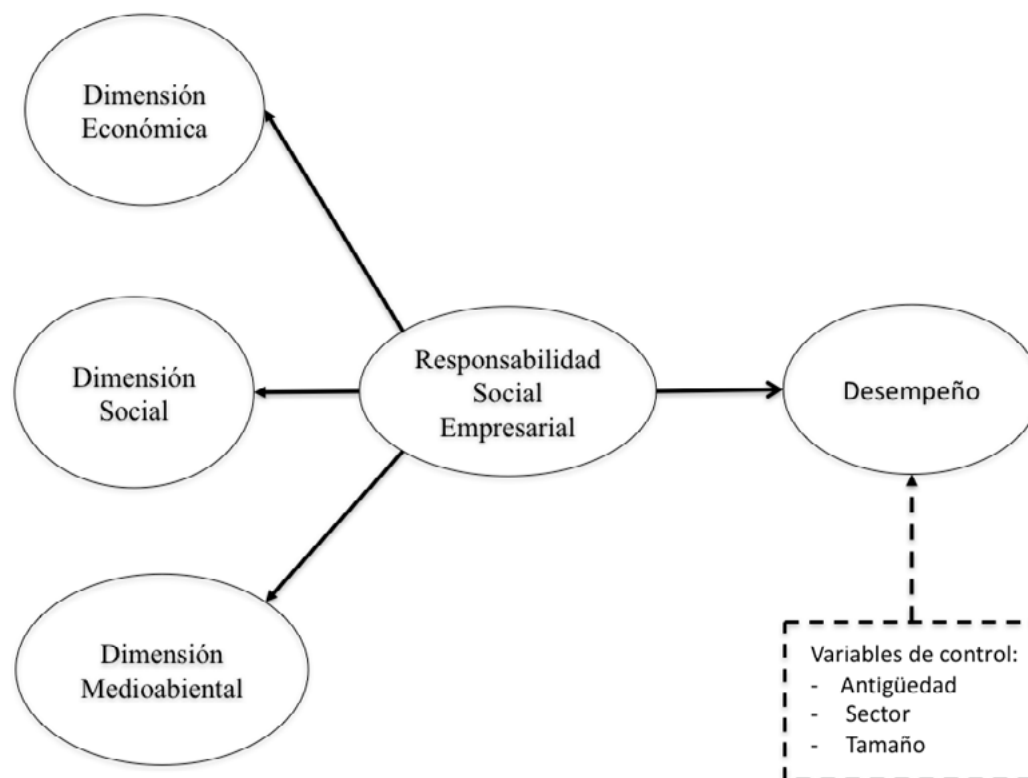 Dimensión
Económica
Dimensión
Social
Responsabilidad
Social
Empresarial
Desempeño
Dimensión
Medioabiental
Variables de control:
- Antigüedad
- Sector
- Tamaño